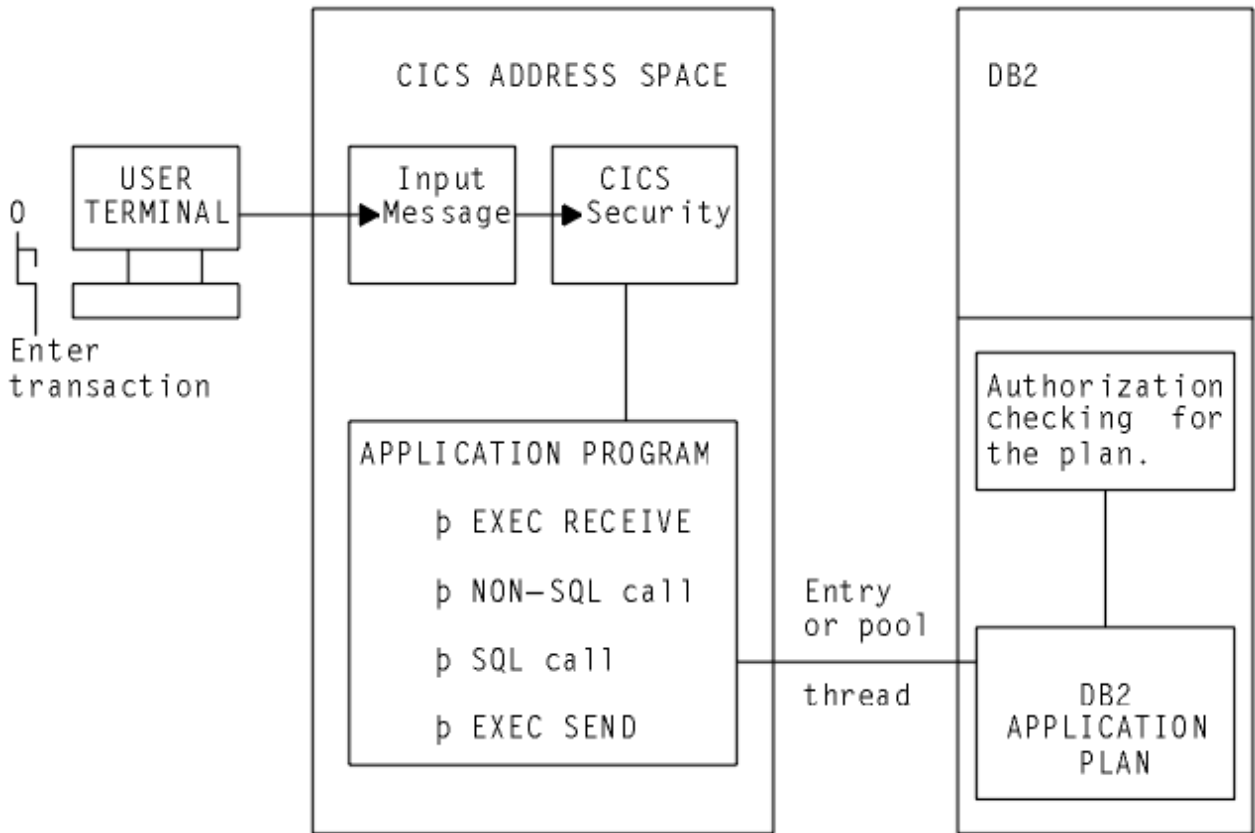 CICS ADDRESS SPACE
DB2
USER
TERMINAL
Input
Message
CICS
Security
O
Enter
transaction
APPLICATION PROGRAM
þ EXEC RECEIVE
þ NON–SQL call
þ SQL call
þ EXEC SEND
Entry
or pool
thread
Authorization
checking for
the plan.
DB2
APPLICATION
PLAN